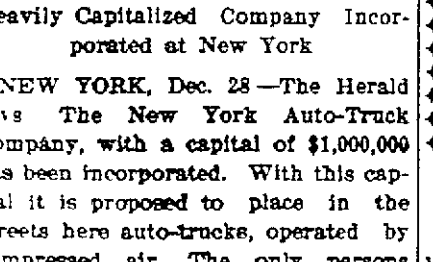 eavily Capitalized Company Incor-
porated at New York
NEW YORK, Dec. 28—The Herald
The New York Auto-Truck
ompany, with a capital of $1,000,000
s been incorporated. With this cap-
al it is proposed to place in the
reets here auto-trucks, operated by
mpressed air. The only persons